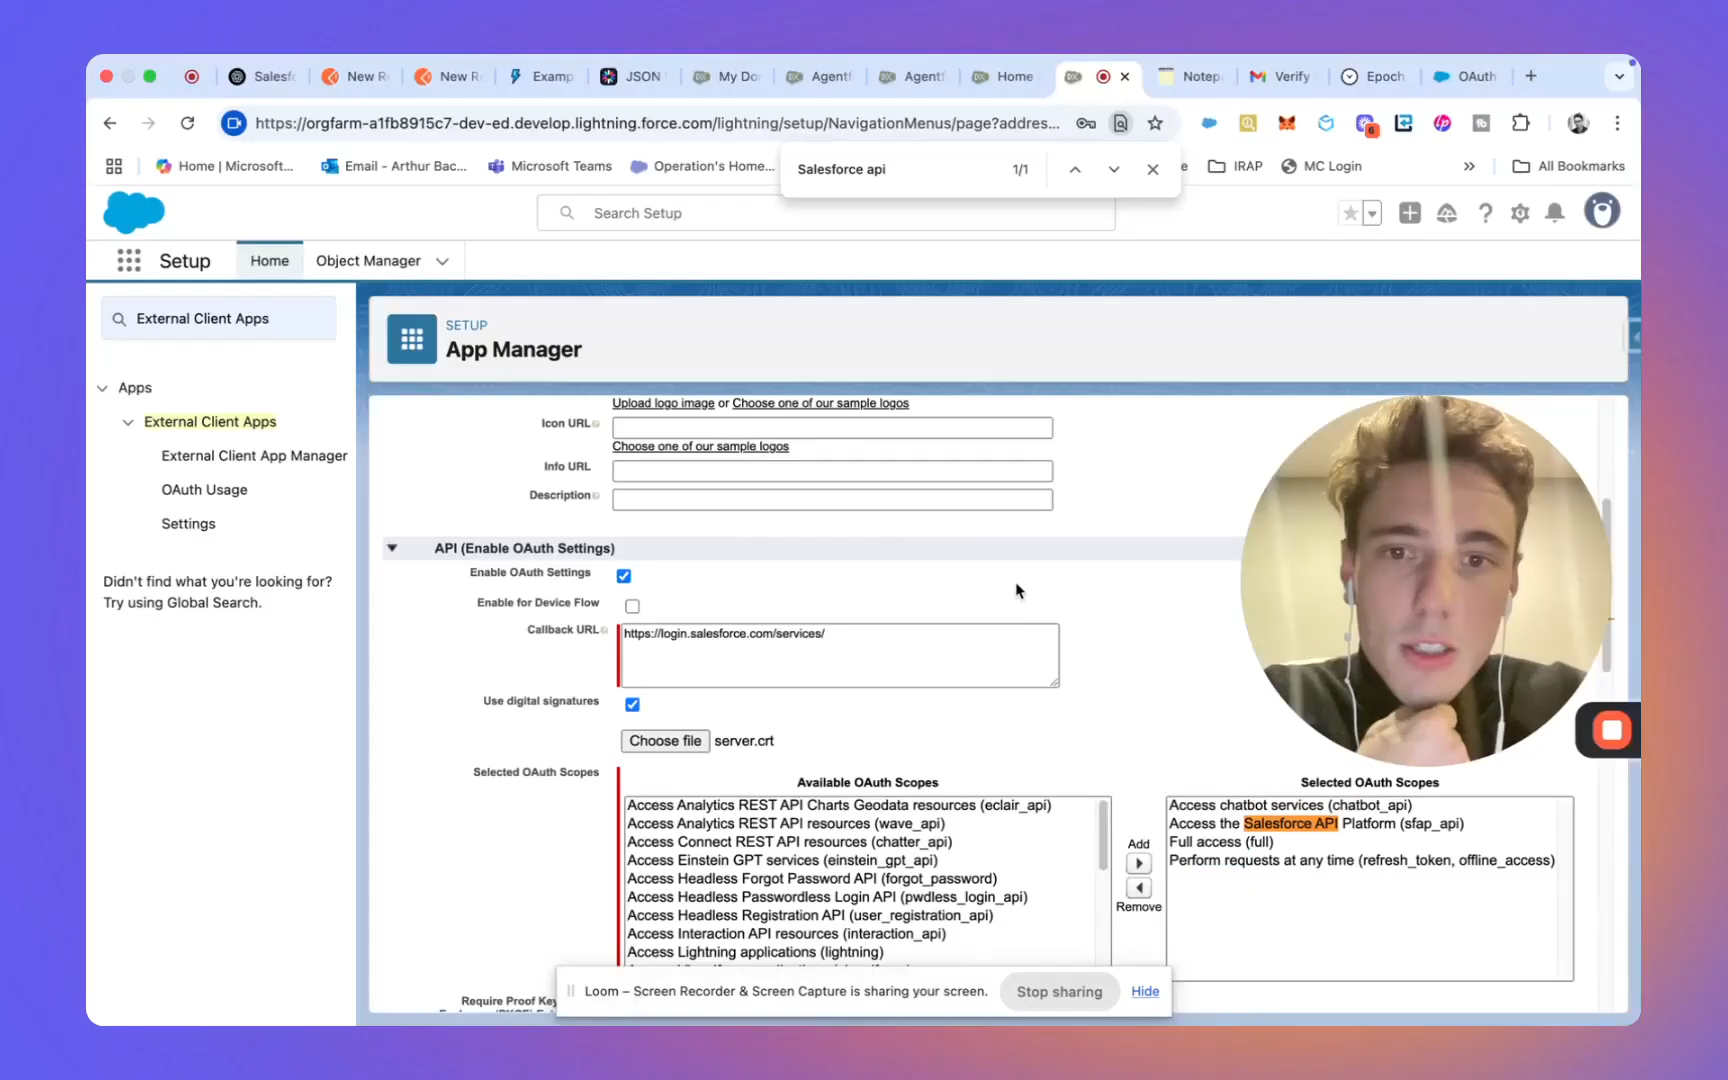 Salesf
New R
New R
Examp
JSON
My Do
Agentf
Agentf
Home
Notep
Verify
Epoch
OAuth
https://orgfarm-a1fb8915c7-dev-ed.develop.lightning.force.com/lightning/setup/NavigationMenus/page?addres...
6
Home | Microsoft...
Email - Arthur Bac...
Microsoft Teams
Operation's Home...
IRAP
MC Login
All Bookmarks
Salesforce api
1/1
Search Setup
Setup
Home
Object Manager
External Client Apps
Apps
External Client Apps
External Client App Manager
OAuth Usage
Settings
Didn't find what you're looking for?
Try using Global Search.
SETUP
App Manager
Upload logo image or Choose one of our sample logos
Icon URL
Choose one of our sample logos
Info URL
Description
API (Enable OAuth Settings)
Enable OAuth Settings
Enable for Device Flow
Callback URL
https://login.salesforce.com/services/
Use digital signatures
Choose file server.crt
Selected OAuth Scopes
Available OAuth Scopes
Access Analytics REST API Charts Geodata resources (eclair_api)
Access Analytics REST API resources (wave_api)
Access Connect REST API resources (chatter_api)
Access Einstein GPT services (einstein_gpt_api)
Access Headless Forgot Password API (forgot_password)
Access Headless Passwordless Login API (pwdless_login_api)
Access Headless Registration API (user_registration_api)
Access Interaction API resources (interaction_api)
Access Lightning applications (lightning)
Add
Remove
Selected OAuth Scopes
Access chatbot services (chatbot_api)
Access the Salesforce API Platform (sfap_api)
Full access (full)
Perform requests at any time (refresh_token, offline_access)
Require Proof Key
Loom – Screen Recorder & Screen Capture is sharing your screen.
Stop sharing
Hide